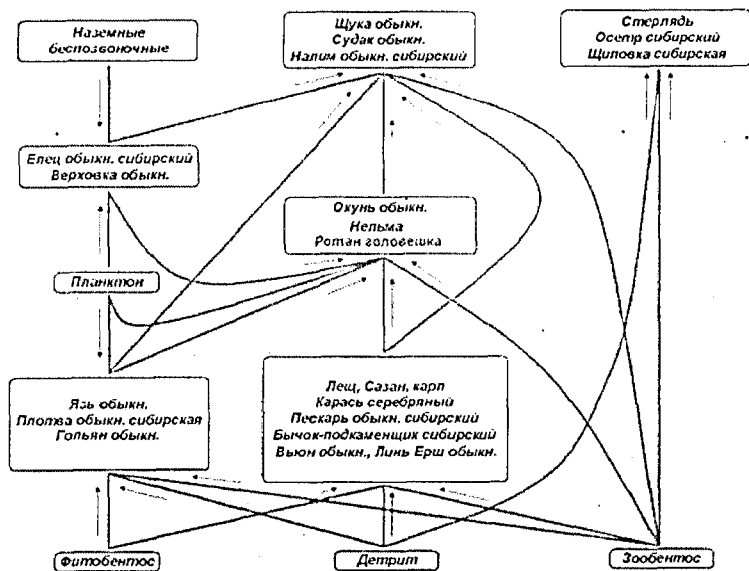 Наземные
беспозвоночные
Щука обыкн.
Судак обыкн.
Налим обыкн. сибирский
Стерлядь
Осетр сибирский
Щиповка сибирская
Елец обыкн. сибирский
Верховка обыкн.
Окунь обыкн.
Нельма
Ротан головешка
Планктон
Язь обыкн.
Плотва обыкн. сибирская
Гольян обыкн.
Лещ, Сазан, карп
Карась серебряный
Пескарь обыкн. сибирский
Бычок-подкаменщик сибирский
Вьюн обыкн., Линь Ерш обыкн.
Фитобентос
Детрит
Зообентос